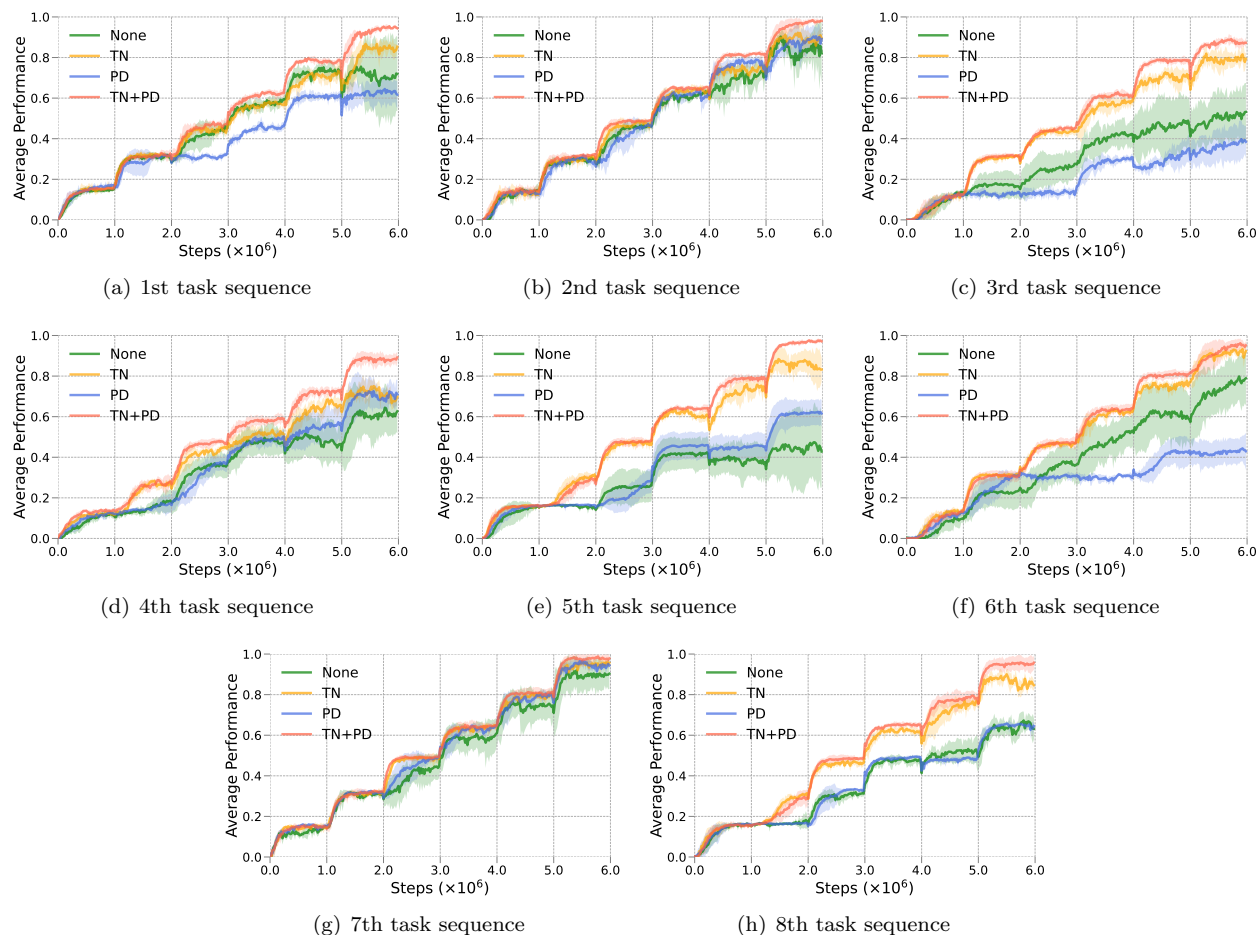 Average Performance
1.0
0.8
0.6
0.4
0.2
0.0
None
TN
PD
TN+PD
0.0 1.0 2.0 3.0 4.0 5.0 6.0
Steps (×10⁶)
(a) 1st task sequence
Average Performance
1.0
0.8
0.6
0.4
0.2
0.0
None
TN
PD
TN+PD
0.0 1.0 2.0 3.0 4.0 5.0 6.0
Steps (×10⁶)
(b) 2nd task sequence
Average Performance
1.0
0.8
0.6
0.4
0.2
0.0
None
TN
PD
TN+PD
0.0 1.0 2.0 3.0 4.0 5.0 6.0
Steps (×10⁶)
(c) 3rd task sequence
Average Performance
1.0
0.8
0.6
0.4
0.2
0.0
None
TN
PD
TN+PD
0.0 1.0 2.0 3.0 4.0 5.0 6.0
Steps (×10⁶)
(d) 4th task sequence
Average Performance
1.0
0.8
0.6
0.4
0.2
0.0
None
TN
PD
TN+PD
0.0 1.0 2.0 3.0 4.0 5.0 6.0
Steps (×10⁶)
(e) 5th task sequence
Average Performance
1.0
0.8
0.6
0.4
0.2
0.0
None
TN
PD
TN+PD
0.0 1.0 2.0 3.0 4.0 5.0 6.0
Steps (×10⁶)
(f) 6th task sequence
Average Performance
1.0
0.8
0.6
0.4
0.2
0.0
None
TN
PD
TN+PD
0.0 1.0 2.0 3.0 4.0 5.0 6.0
Steps (×10⁶)
(g) 7th task sequence
Average Performance
1.0
0.8
0.6
0.4
0.2
0.0
None
TN
PD
TN+PD
0.0 1.0 2.0 3.0 4.0 5.0 6.0
Steps (×10⁶)
(h) 8th task sequence